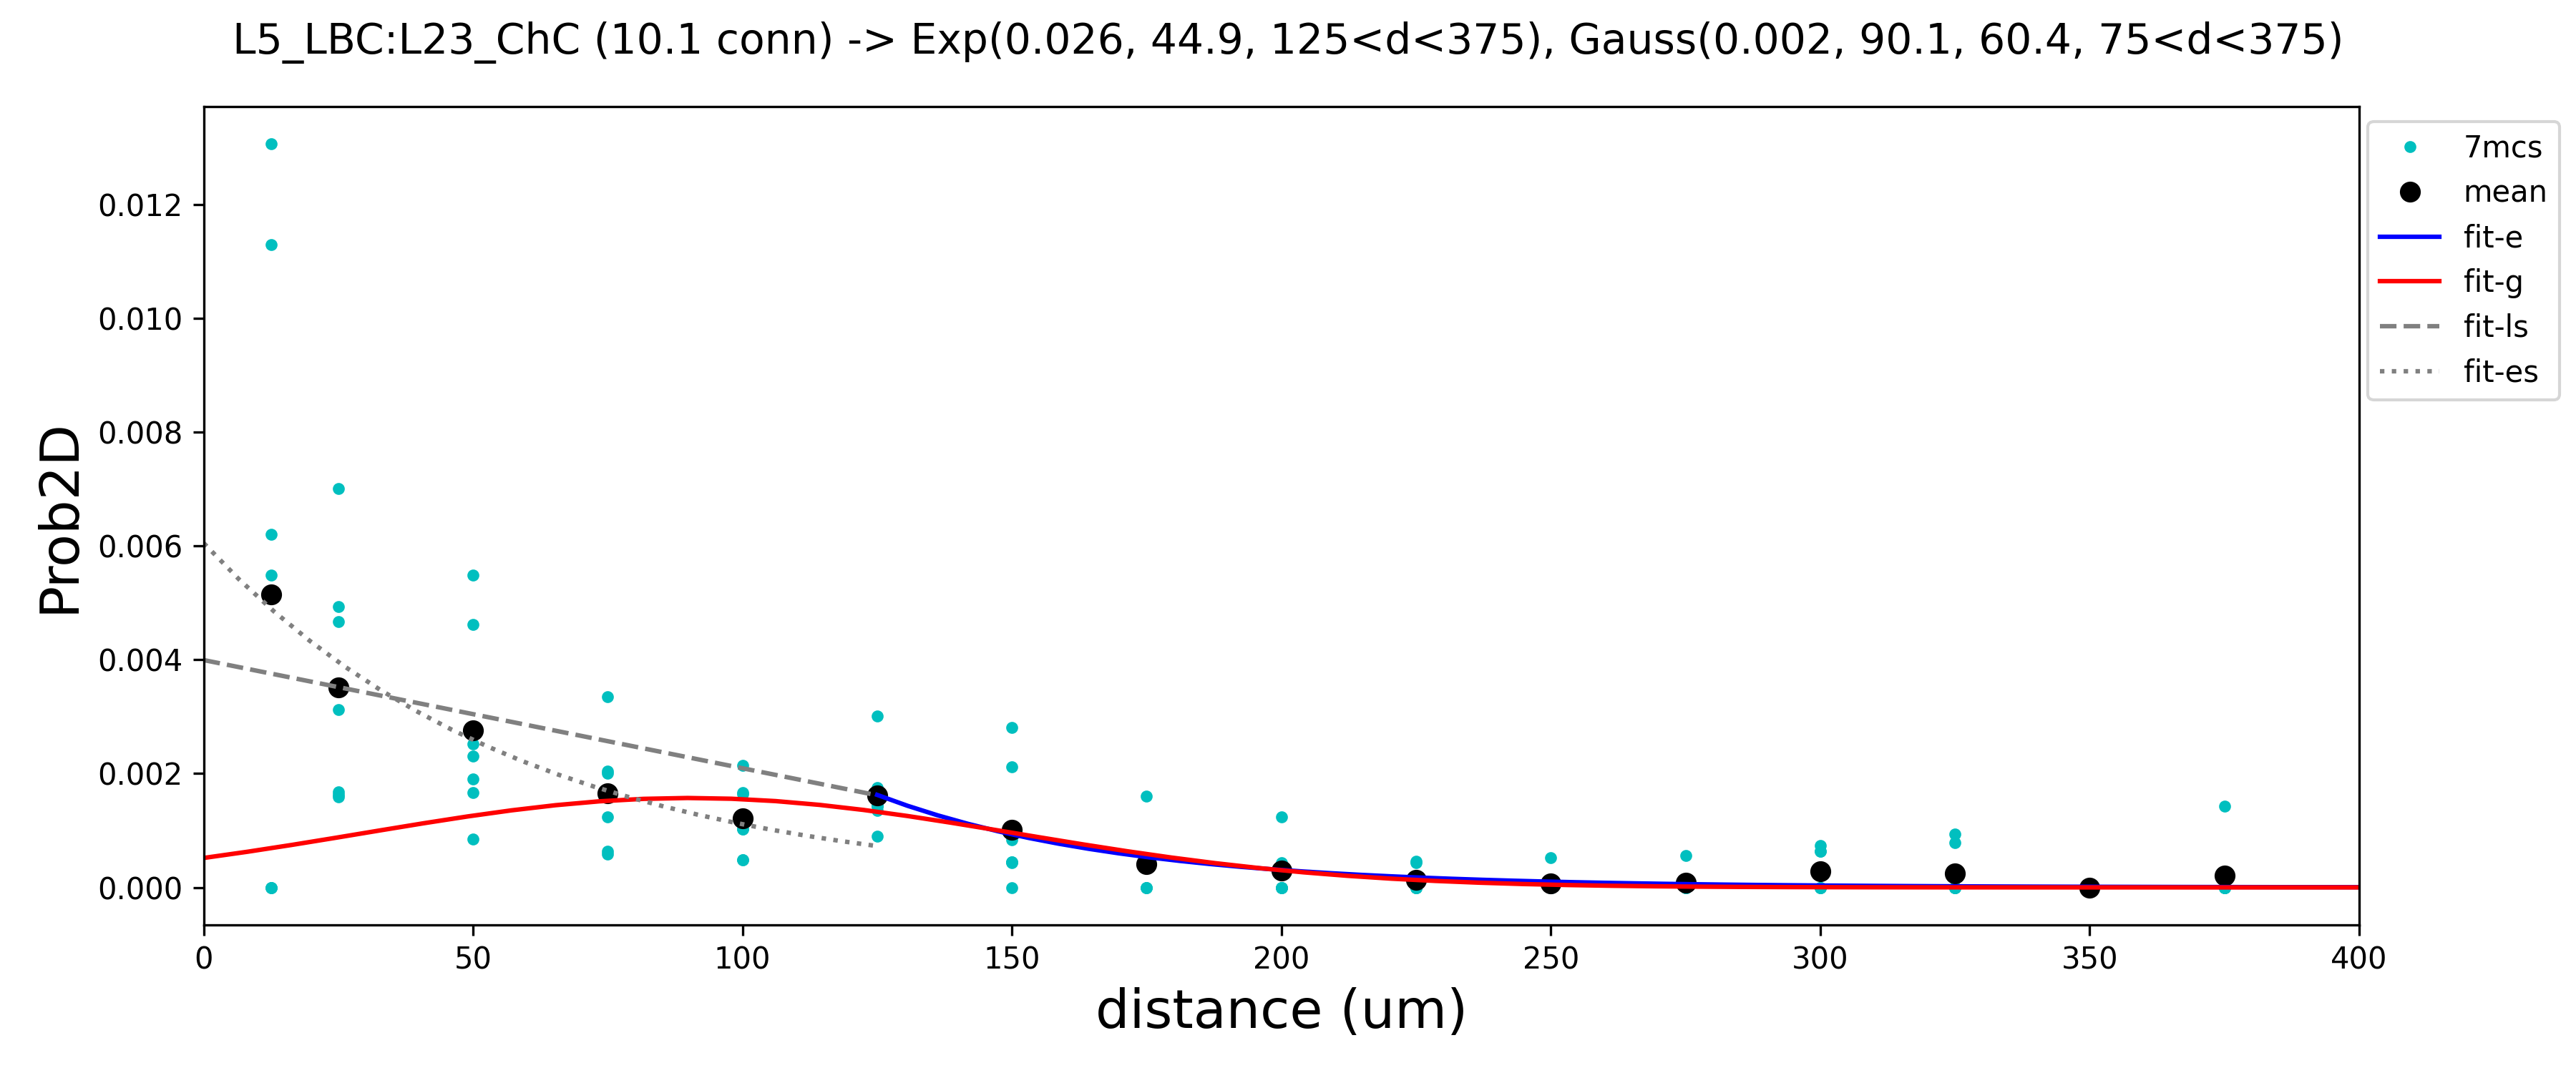 L5_LBC:L23_ChC (10.1 conn) -> Exp(0.026, 44.9, 125<d<375), Gauss(0.002, 90.1, 60.4, 75<d<375)
7mcs
mean
fit-e
fit-g
fit-ls
fit-es
Prob2D
0.012
0.010
0.008
0.006
0.004
0.002
0.000
0 50 100 150 200 250 300 350 400
distance (um)